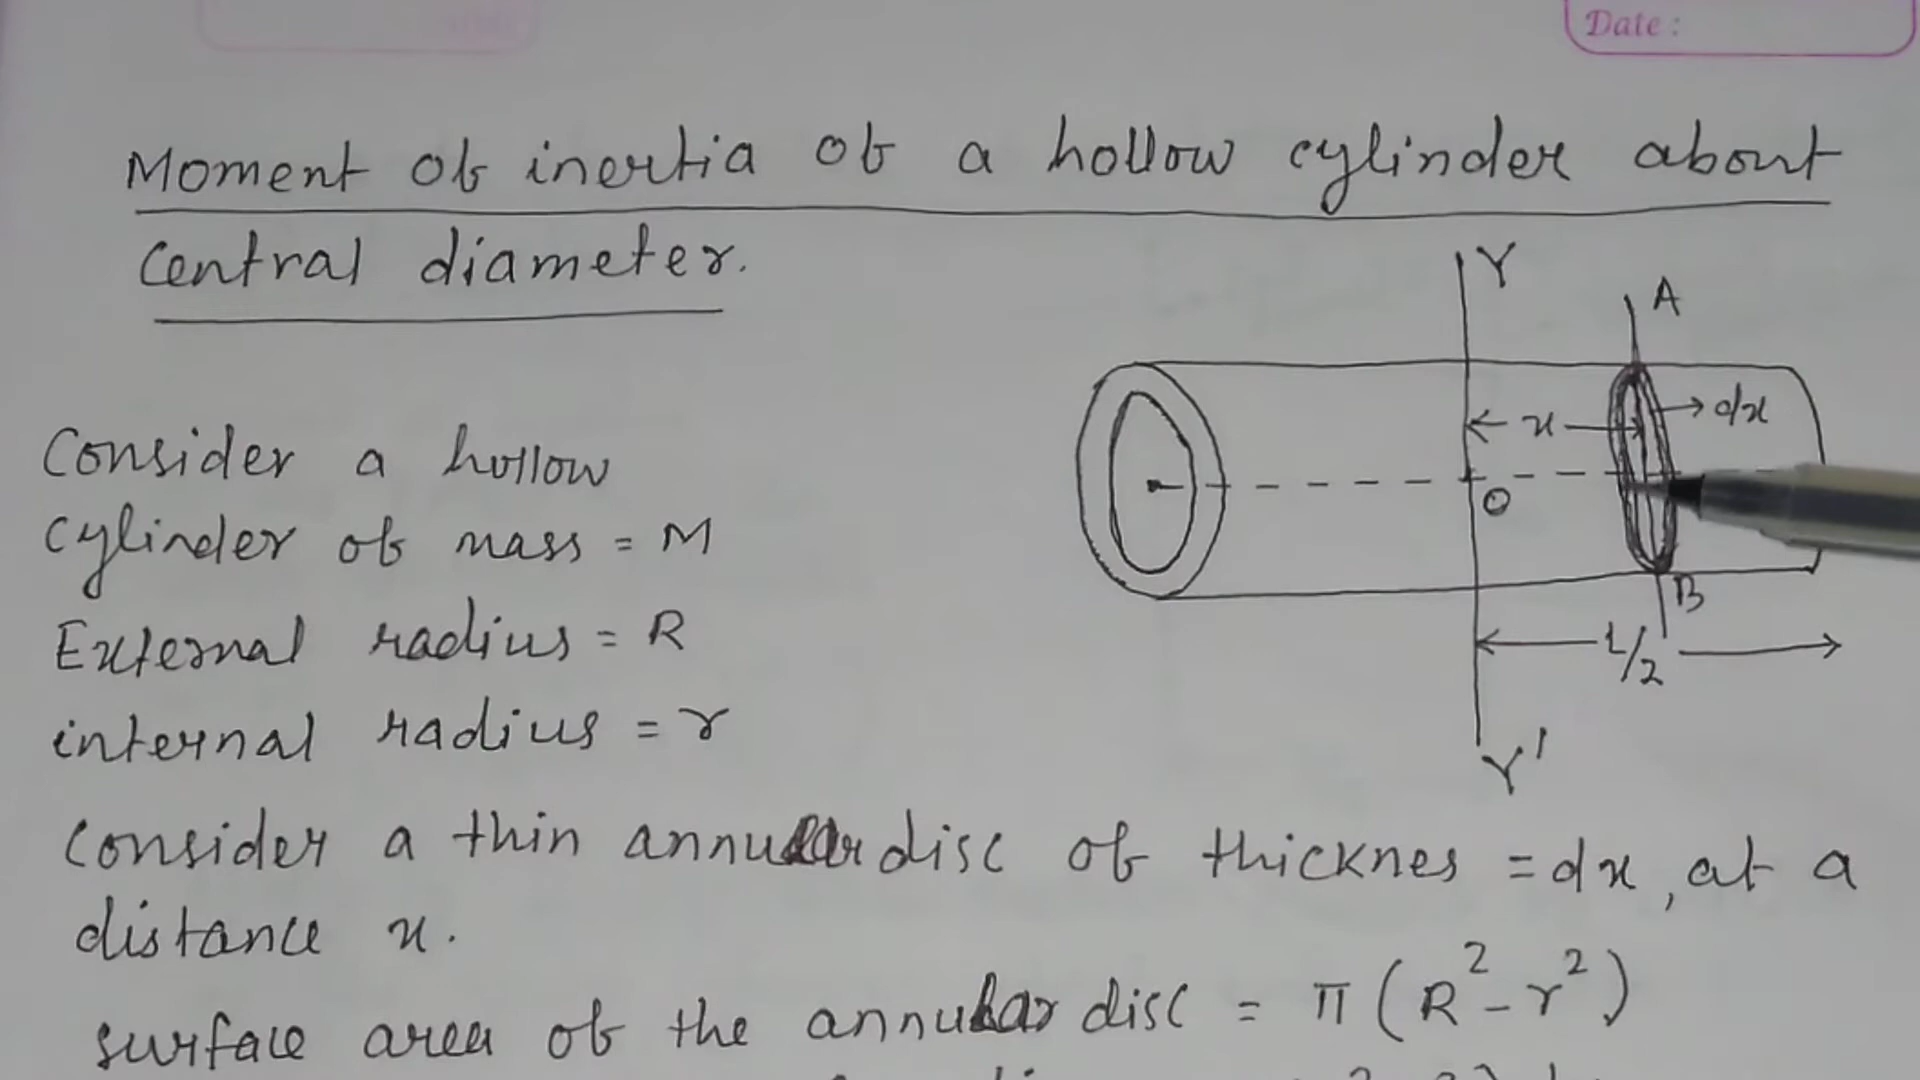 Date :
Moment of inertia of a hollow cylinder about
Central diameter.
Y
A
dx
x
O
B
L/2
Y'
Consider a hollow
cylinder of mass = M
External radius = R
internal radius = r
Consider a thin annular disc of thicknes = dx, at a
distance x.
surface area of the annular disc = π (R² - r²)